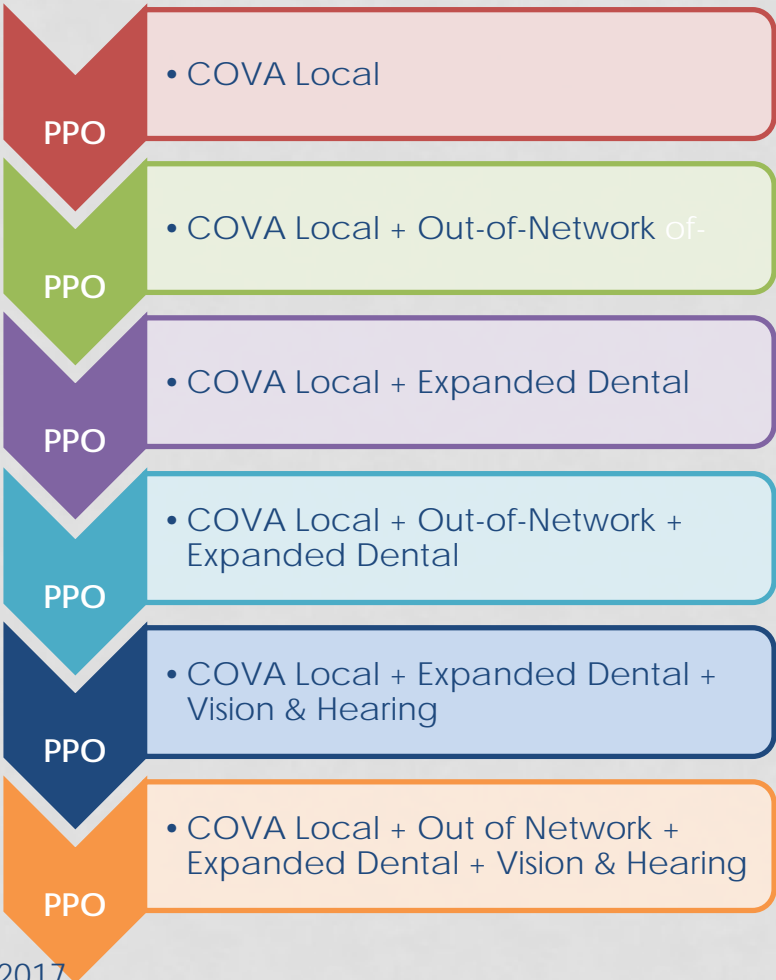 • COVA Local
PPO
• COVA Local + Out-of-Network of-
PPO
• COVA Local + Expanded Dental
PPO
• COVA Local + Out-of-Network +
Expanded Dental
PPO
• COVA Local + Expanded Dental +
Vision & Hearing
PPO
• COVA Local + Out of Network +
Expanded Dental + Vision & Hearing
PPO
2017